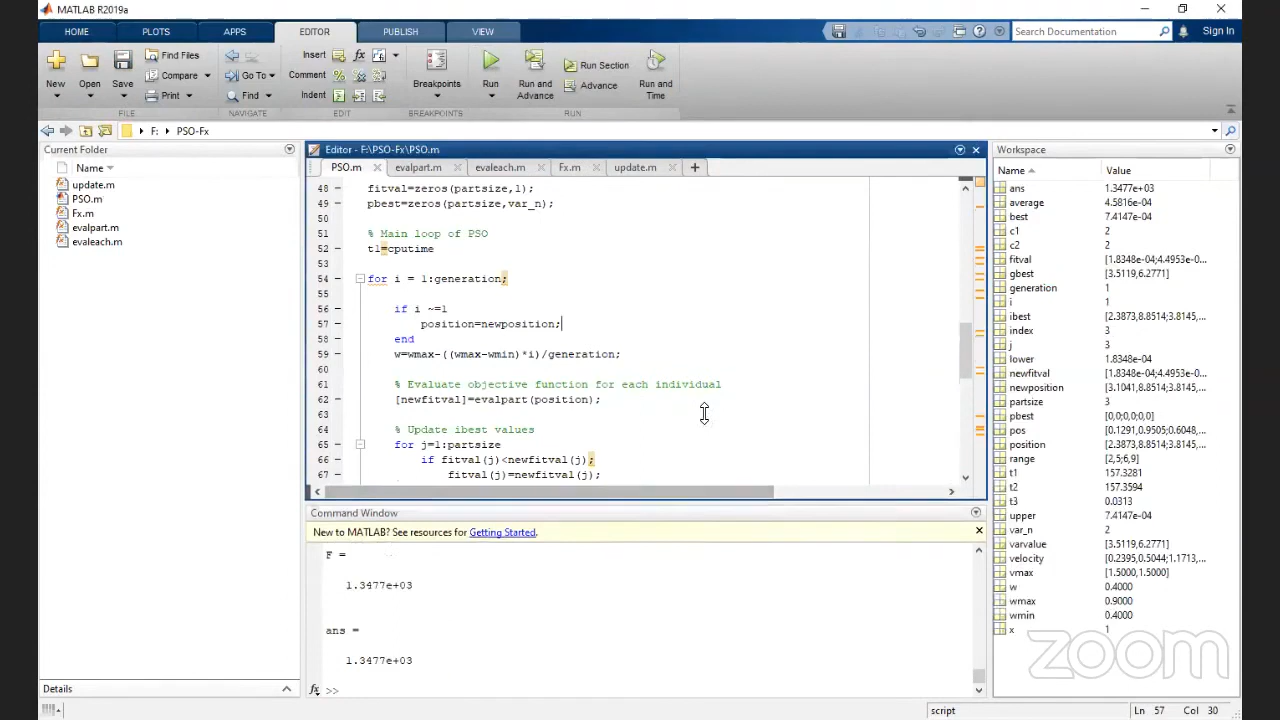 MATLAB R2019a
HOME PLOTS APPS EDITOR PUBLISH VIEW Search Documentation Sign In
New Open Save Find Files Compare Print
Go To Find
Insert fx Comment Indent
Breakpoints
Run Run and Advance Run Section Advance Run and Time
FILE NAVIGATE EDIT BREAKPOINTS RUN
F: PSO-Fx
Current Folder
Name
update.m
PSO.m
Fx.m
evalpart.m
evaleach.m
Details
Editor - F:\PSO-Fx\PSO.m
PSO.m evalpart.m evaleach.m Fx.m update.m
48 fitval=zeros(partsize,1);
49 pbest=zeros(partsize,var_n);
50
51 % Main loop of PSO
52 t1=cputime
53
54 for i = 1:generation;
55
56 if i ~=1
57 position=newposition;
58 end
59 w=wmax-((wmax-wmin)*i)/generation;
60
61 % Evaluate objective function for each individual
62 [newfitval]=evalpart(position);
63
64 % Update ibest values
65 for j=1:partsize
66 if fitval(j)<newfitval(j);
67 fitval(j)=newfitval(j);
Command Window
New to MATLAB? See resources for Getting Started.
F =
1.3477e+03
ans =
1.3477e+03
fx >>
Workspace
Name Value
ans 1.3477e+03
average 4.5816e-04
best 7.4147e-04
c1 2
c2 2
fitval [1.8348e-04;4.4953e-0...
gbest [3.5119,6.2771]
generation 1
i 1
ibest [2.3873,8.8514;3.8145,...
index 3
j 3
lower 1.8348e-04
newfitval [1.8348e-04;4.4953e-0...
newposition [3.1041,8.8514;3.8145,...
partsize 3
pbest [0,0;0,0;0,0]
pos [0.1291,0.9505;0.6048,...
position [2.3873,8.8514;3.8145,...
range [2,5;6,9]
t1 157.3281
t2 157.3594
t3 0.0313
upper 7.4147e-04
var_n 2
varvalue [3.5119,6.2771]
velocity [0.2395,0.5044;1.1713,...
vmax [1.5000,1.5000]
w 0.4000
wmax 0.9000
wmin 0.4000
x 1
zoom
script Ln 57 Col 30